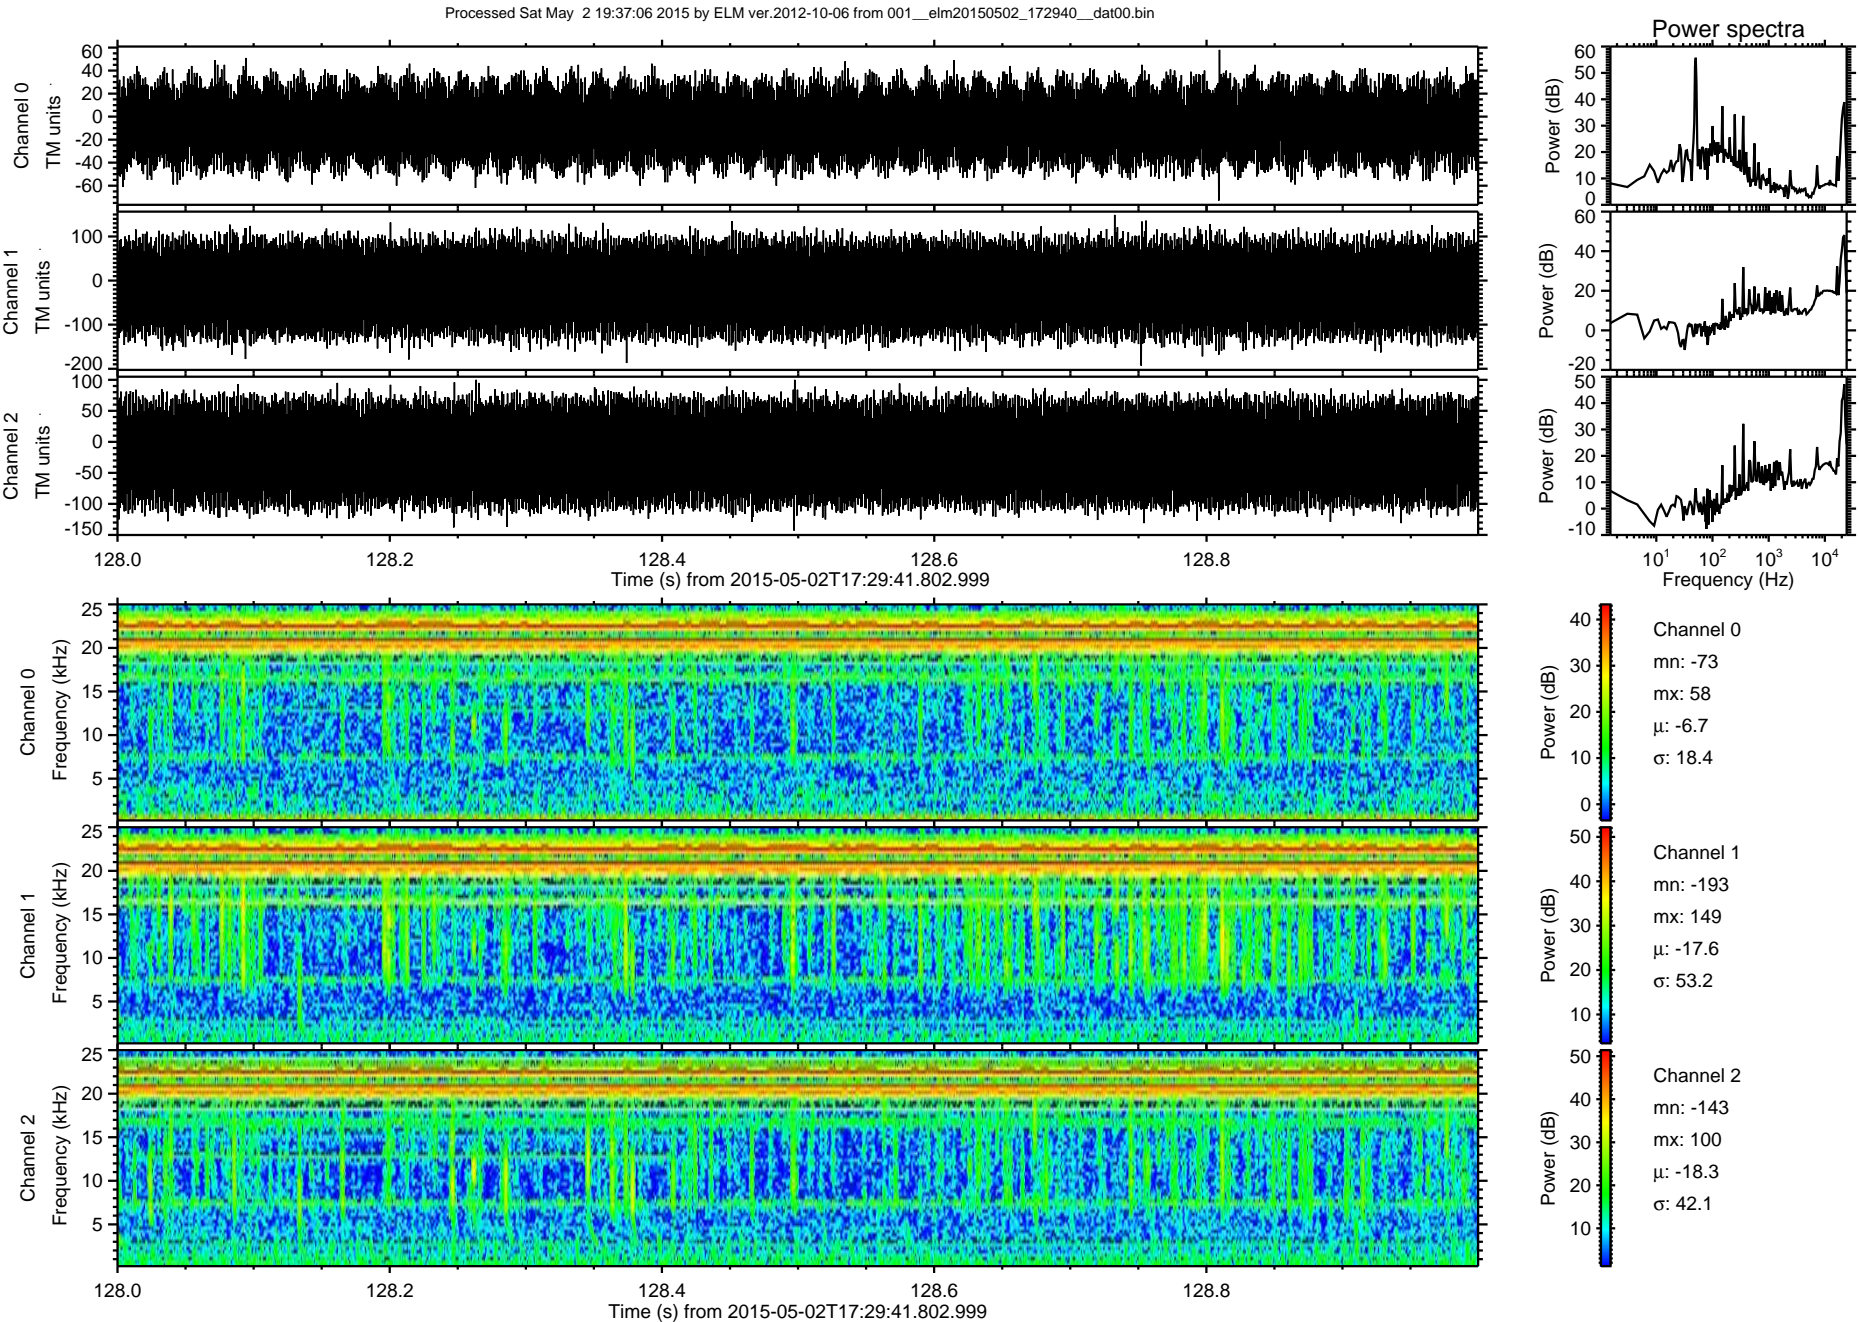 Processed Sat May 2 19:37:06 2015 by ELM ver.2012-10-06 from 001__elm20150502_172940__dat00.bin
Power spectra
Channel 0
TM units
60
40
20
0
-20
-40
-60
Power (dB)
60
50
40
30
20
10
0
Channel 1
TM units
100
0
-100
-200
Power (dB)
60
40
20
0
-20
Channel 2
TM units
100
50
0
-50
-100
-150
Power (dB)
50
40
30
20
10
0
-10
128.0 128.2 128.4 128.6 128.8
Time (s) from 2015-05-02T17:29:41.802.999
10^1 10^2 10^3 10^4
Frequency (Hz)
Channel 0
Frequency (kHz)
25
20
15
10
5
Power (dB)
40
30
20
10
0
Channel 0
mn: -73
mx: 58
μ: -6.7
σ: 18.4
Channel 1
Frequency (kHz)
25
20
15
10
5
Power (dB)
50
40
30
20
10
Channel 1
mn: -193
mx: 149
μ: -17.6
σ: 53.2
Channel 2
Frequency (kHz)
25
20
15
10
5
Power (dB)
50
40
30
20
10
Channel 2
mn: -143
mx: 100
μ: -18.3
σ: 42.1
128.0 128.2 128.4 128.6 128.8
Time (s) from 2015-05-02T17:29:41.802.999